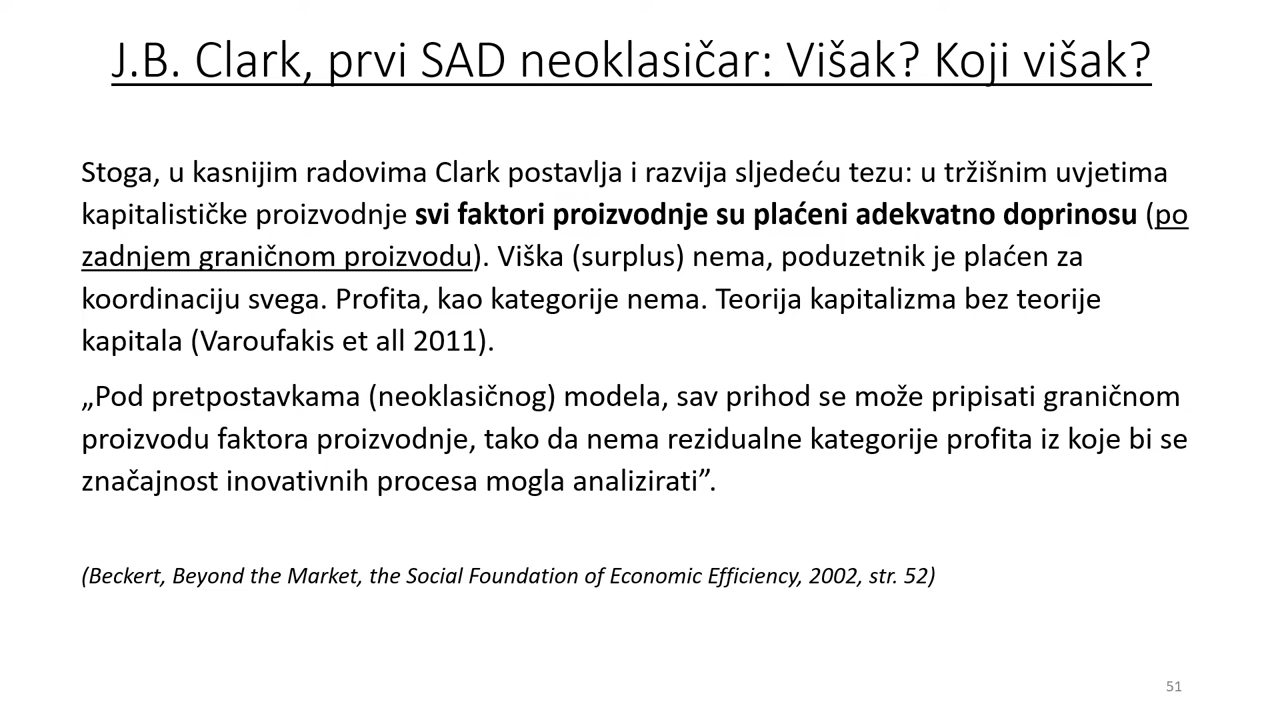 J.B. Clark, prvi SAD neoklasičar: Višak? Koji višak?
Stoga, u kasnijim radovima Clark postavlja i razvija sljedeću tezu: u tržišnim uvjetima
kapitalističke proizvodnje svi faktori proizvodnje su plaćeni adekvatno doprinosu (po
zadnjem graničnom proizvodu). Viška (surplus) nema, poduzetnik je plaćen za
koordinaciju svega. Profita, kao kategorije nema. Teorija kapitalizma bez teorije
kapitala (Varoufakis et all 2011).
„Pod pretpostavkama (neoklasičnog) modela, sav prihod se može pripisati graničnom
proizvodu faktora proizvodnje, tako da nema rezidualne kategorije profita iz koje bi se
značajnost inovativnih procesa mogla analizirati”.
(Beckert, Beyond the Market, the Social Foundation of Economic Efficiency, 2002, str. 52)
51